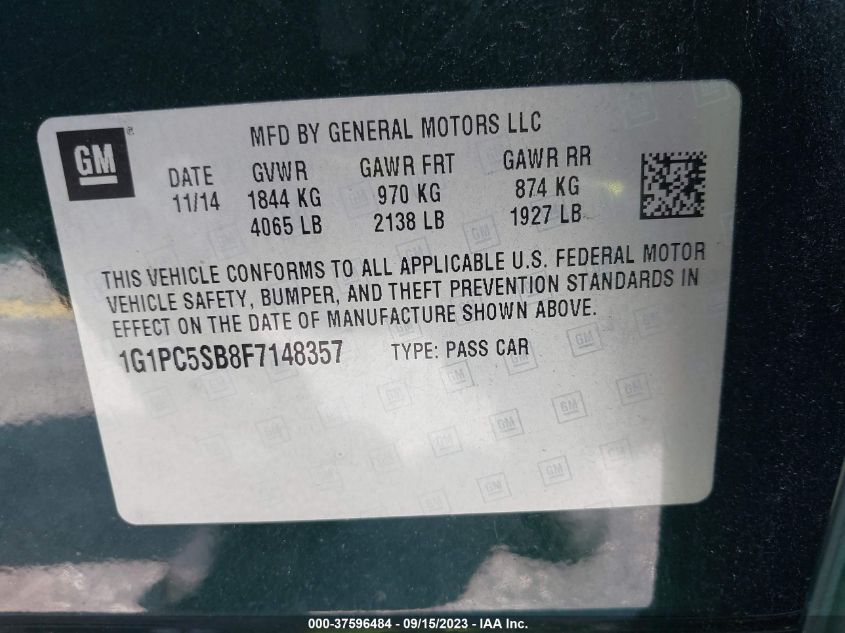 GM
®
MFD BY GENERAL MOTORS LLC
DATE GVWR GAWR FRT GAWR RR
11/14 1844 KG 970 KG 874 KG
4065 LB 2138 LB 1927 LB
THIS VEHICLE CONFORMS TO ALL APPLICABLE U.S. FEDERAL MOTOR
VEHICLE SAFETY, BUMPER, AND THEFT PREVENTION STANDARDS IN
EFFECT ON THE DATE OF MANUFACTURE SHOWN ABOVE.
1G1PC5SB8F7148357 TYPE: PASS CAR
000-37596484 - 09/15/2023 - IAA Inc.